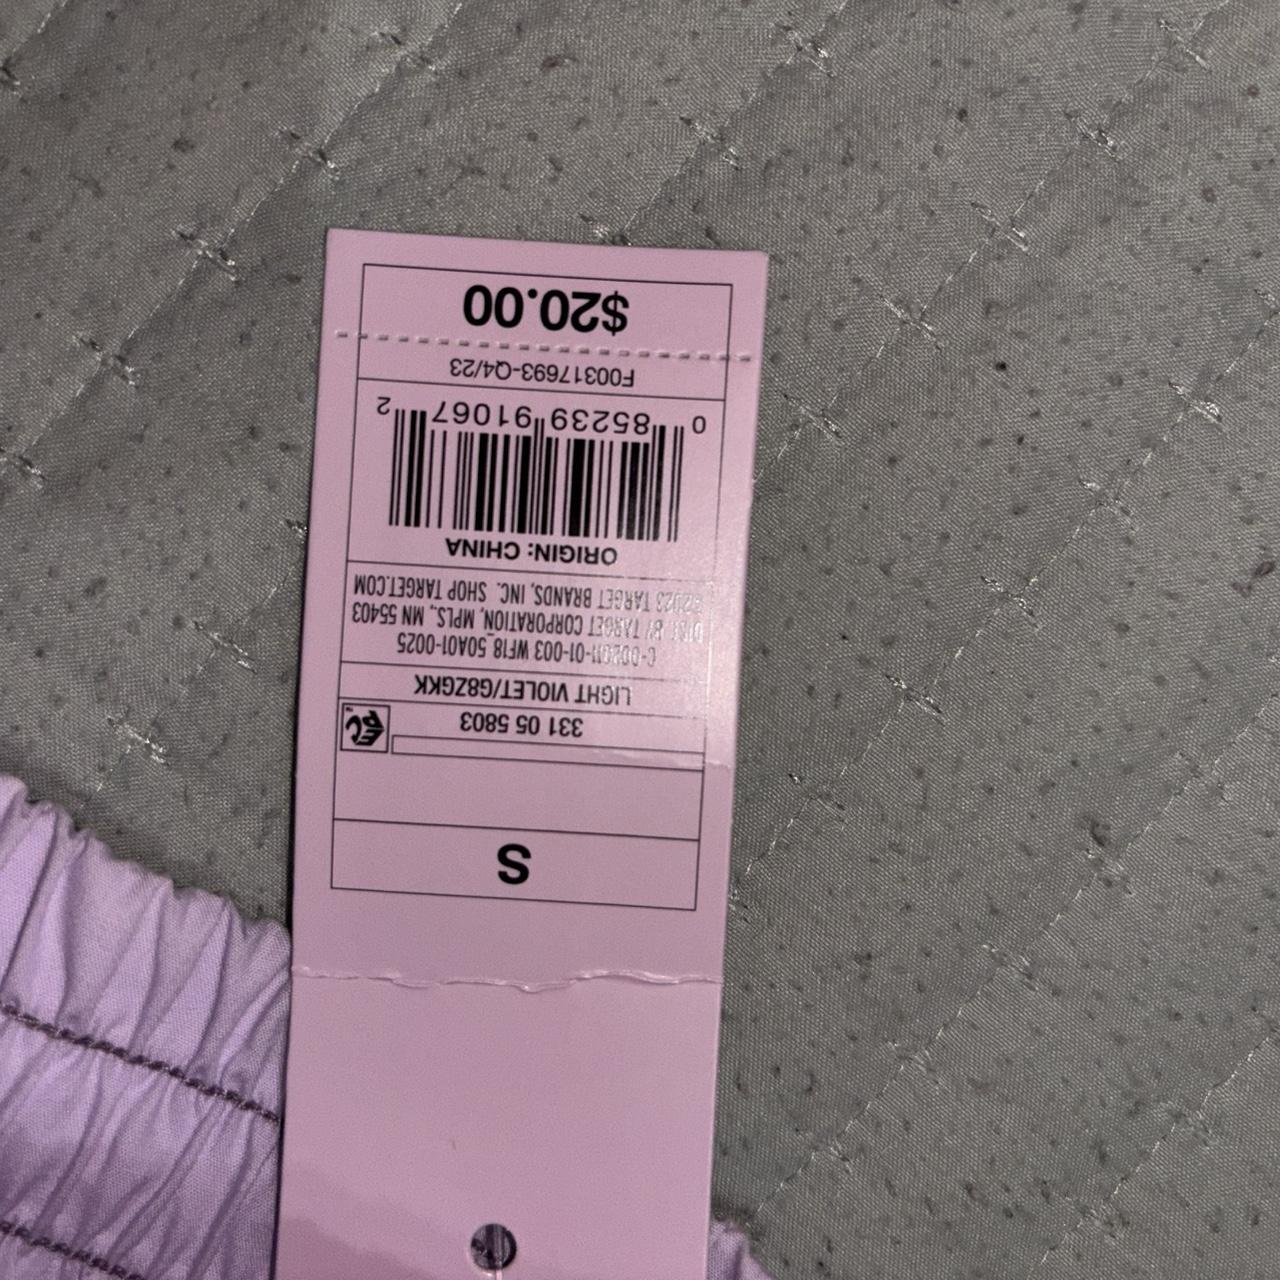 S
331 05 5803
EPC
LIGHT VIOLET/G8ZGKK
C-002011-01-003 WF18_50A01-0025
DIST. BY TARGET CORPORATION, MPLS., MN 55403
©2023 TARGET BRANDS, INC. SHOP TARGET.COM
ORIGIN: CHINA
0 85239 91067 2
F00317693-Q4/23
$20.00